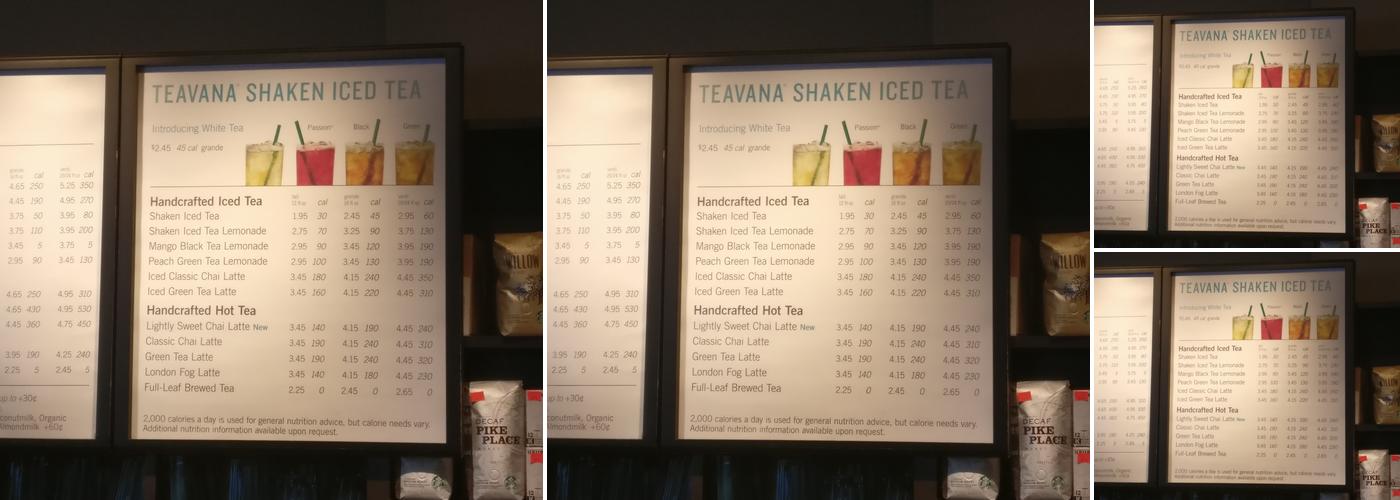 TEAVANA SHAKEN ICED TEA
Introducing White Tea
$2.45 45 cal grande
Passion Black Green
Handcrafted Iced Tea tall cal grande cal venti cal
Shaken Iced Tea 1.95 30 2.45 45 2.95 60
Shaken Iced Tea Lemonade 2.75 70 3.25 90 3.75 130
Mango Black Tea Lemonade 2.95 90 3.45 120 3.95 190
Peach Green Tea Lemonade 2.95 100 3.45 130 3.95 190
Iced Classic Chai Latte 3.45 180 4.15 240 4.45 350
Iced Green Tea Latte 3.45 160 4.15 220 4.45 310
Handcrafted Hot Tea
Lightly Sweet Chai Latte New 3.45 140 4.15 190 4.45 240
Classic Chai Latte 3.45 190 4.15 240 4.45 310
Green Tea Latte 3.45 190 4.15 240 4.45 320
London Fog Latte 3.45 140 4.15 180 4.45 230
Full-Leaf Brewed Tea 2.25 0 2.45 0 2.65 0
2,000 calories a day is used for general nutrition advice, but calorie needs vary.
Additional nutrition information available upon request.
grande cal venti cal
4.65 250 5.25 350
4.45 190 4.95 270
3.75 50 3.95 80
3.75 110 3.95 200
3.45 5 3.75 5
2.95 90 3.45 130
4.65 250 4.95 310
4.65 430 4.95 530
4.45 360 4.75 450
3.95 190 4.25 240
2.25 5 2.45 5
up to +30¢
coconutmilk, Organic
Almondmilk +60¢
WILLOW
DECAF
PIKE
PLACE